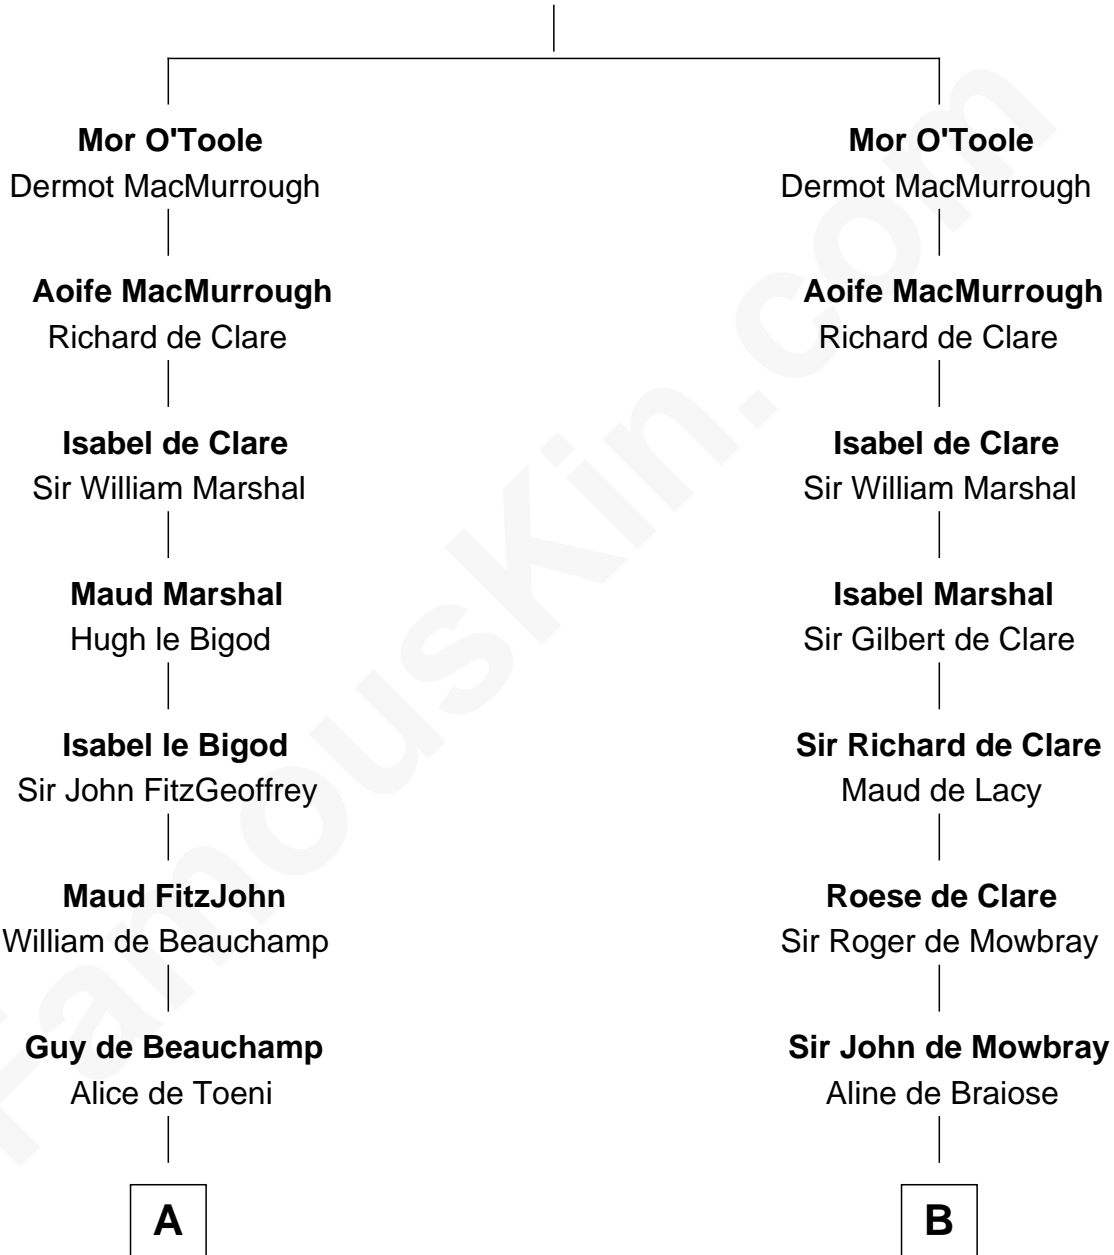 Mor O'Toole
Dermot MacMurrough
Aoife MacMurrough
Richard de Clare
Isabel de Clare
Sir William Marshal
Maud Marshal
Hugh le Bigod
Isabel le Bigod
Sir John FitzGeoffrey
Maud FitzJohn
William de Beauchamp
Guy de Beauchamp
Alice de Toeni
A
Mor O'Toole
Dermot MacMurrough
Aoife MacMurrough
Richard de Clare
Isabel de Clare
Sir William Marshal
Isabel Marshal
Sir Gilbert de Clare
Sir Richard de Clare
Maud de Lacy
Roese de Clare
Sir Roger de Mowbray
Sir John de Mowbray
Aline de Braiose
B
FamousKin.com